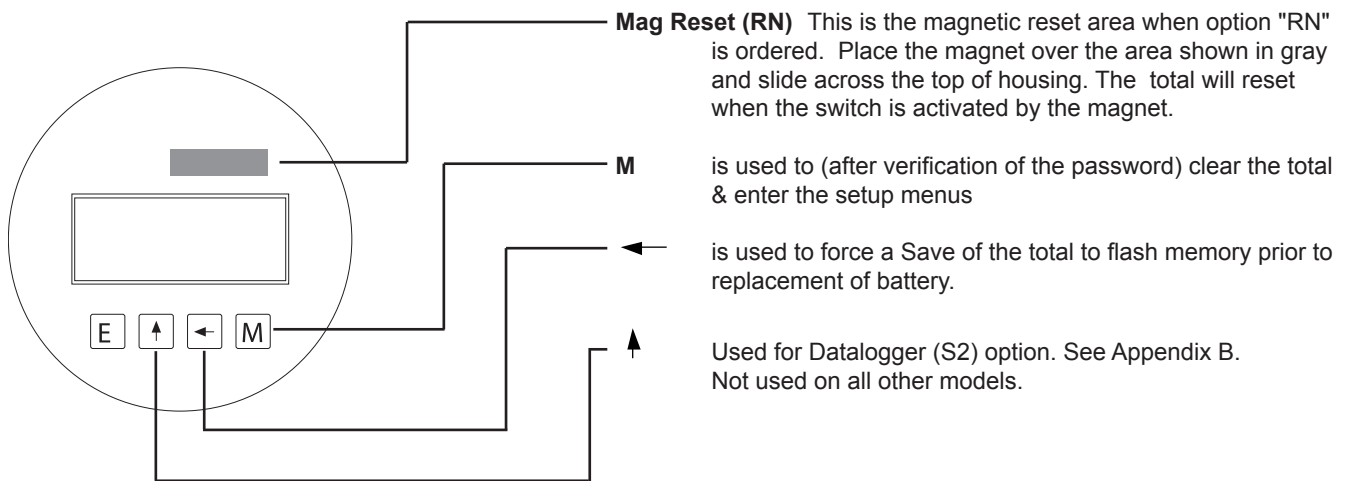 Mag Reset (RN) This is the magnetic reset area when option "RN"
is ordered. Place the magnet over the area shown in gray
and slide across the top of housing. The total will reset
when the switch is activated by the magnet.
M is used to (after verification of the password) clear the total
& enter the setup menus
← is used to force a Save of the total to flash memory prior to
replacement of battery.
E ↑ ← M
↑ Used for Datalogger (S2) option. See Appendix B.
Not used on all other models.